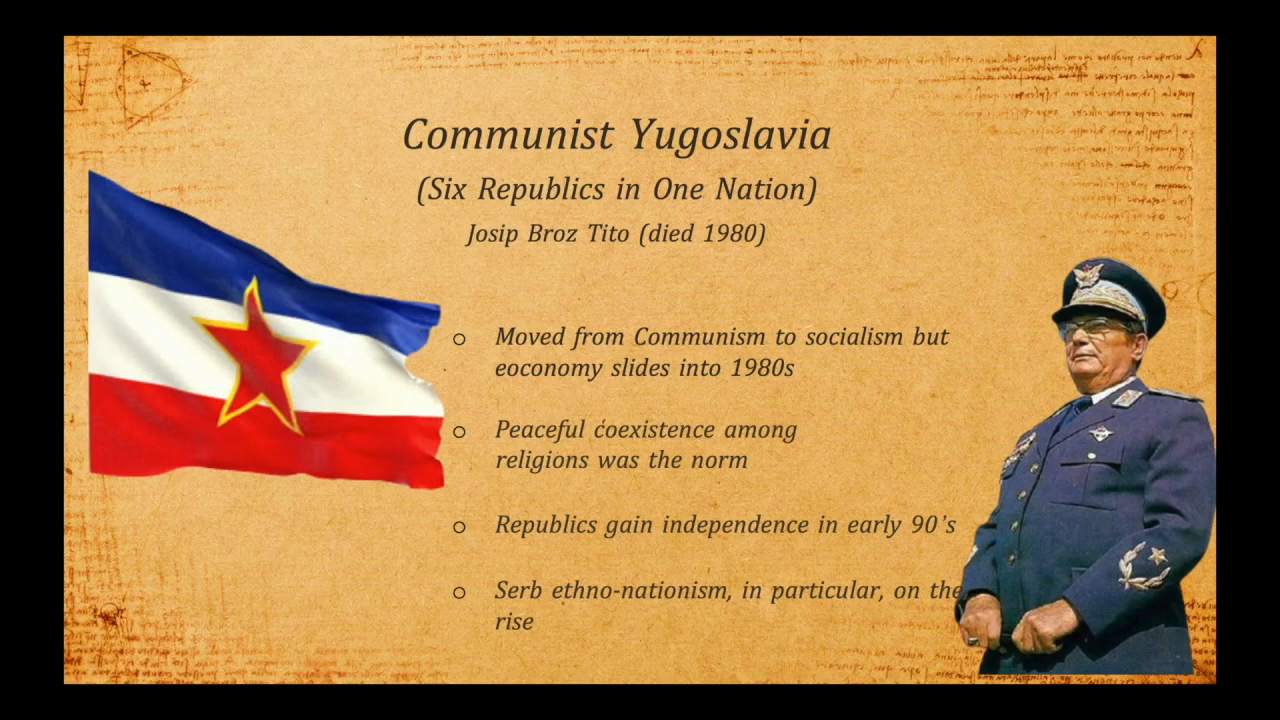 Communist Yugoslavia
(Six Republics in One Nation)
Josip Broz Tito (died 1980)
Moved from Communism to socialism but
eoconomy slides into 1980s
Peaceful coexistence among
religions was the norm
Republics gain independence in early 90's
Serb ethno-nationism, in particular, on the
rise